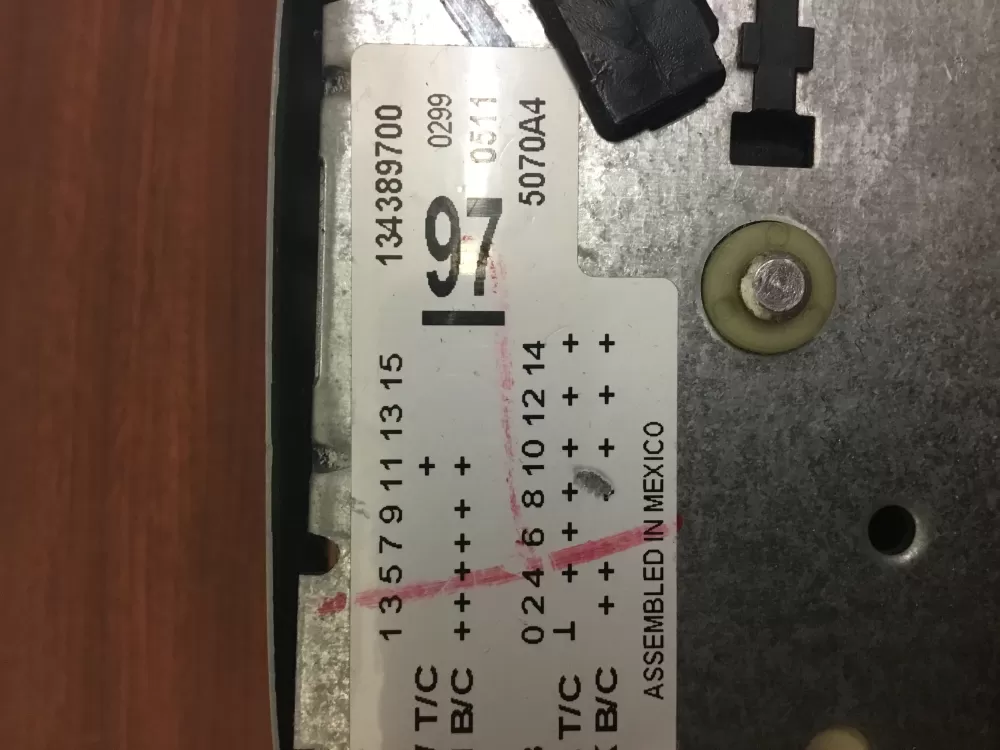 134389700
0299
97
0511
5070A4
1 3 5 7 9 11 13 15
T/C +
B/C + + + + + +
0 2 4 6 8 10 12 14
T/C ⊥ + + + + + +
B/C + + + + + +
ASSEMBLED IN MEXICO